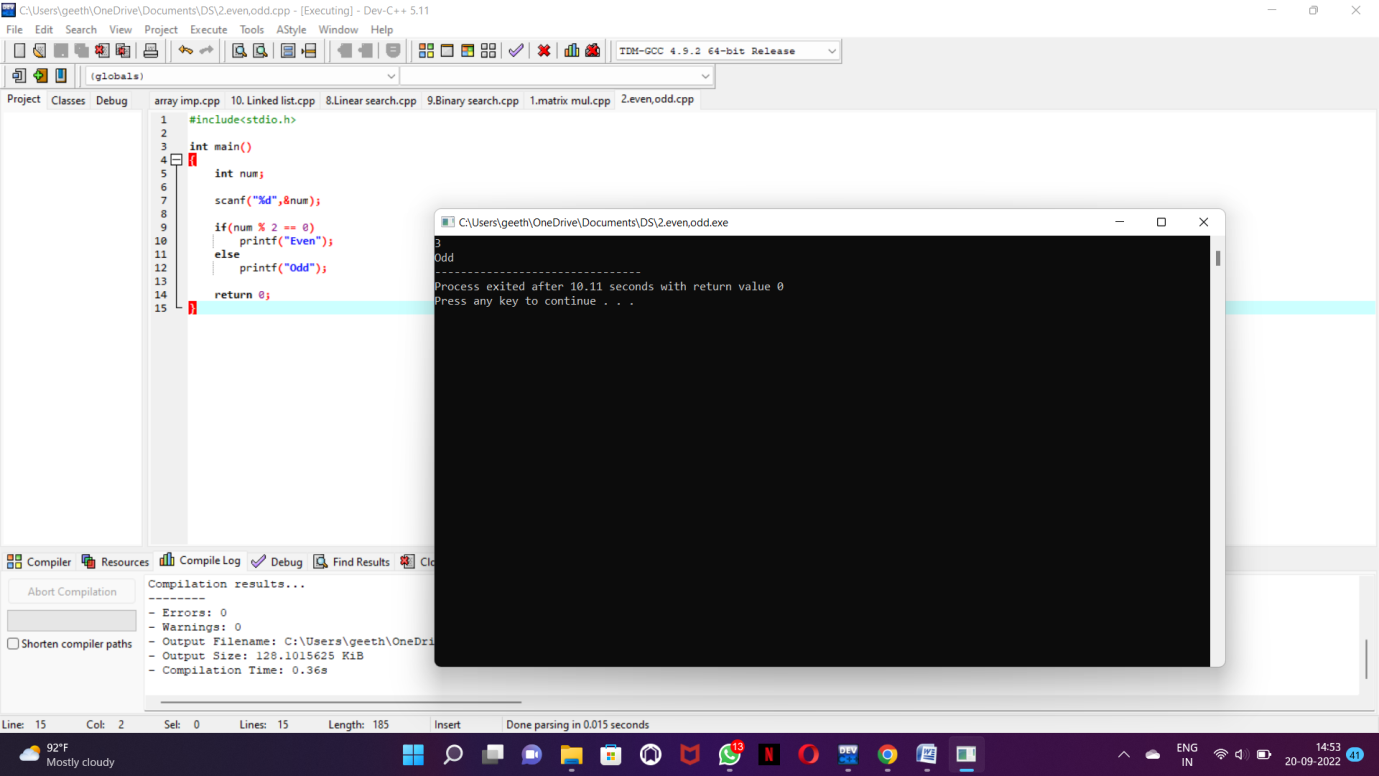 C:\Users\geeth\OneDrive\Documents\DS\2.even,odd.cpp - [Executing] - Dev-C++ 5.11
File Edit Search View Project Execute Tools AStyle Window Help
TDM-GCC 4.9.2 64-bit Release
(globals)
Project Classes Debug
array imp.cpp 10. Linked list.cpp 8.Linear search.cpp 9.Binary search.cpp 1.matrix mul.cpp 2.even,odd.cpp
1 #include<stdio.h>
2
3 int main()
4 {
5 int num;
6
7 scanf("%d",&num);
8
9 if(num % 2 == 0)
10 printf("Even");
11 else
12 printf("Odd");
13
14 return 0;
15 }
C:\Users\geeth\OneDrive\Documents\DS\2.even,odd.exe
3
Odd
--------------------------------
Process exited after 10.11 seconds with return value 0
Press any key to continue . . .
Compiler Resources Compile Log Debug Find Results Clo
Abort Compilation
Shorten compiler paths
Compilation results...
--------
- Errors: 0
- Warnings: 0
- Output Filename: C:\Users\geeth\OneDri
- Output Size: 128.1015625 KiB
- Compilation Time: 0.36s
Line: 15 Col: 2 Sel: 0 Lines: 15 Length: 185 Insert Done parsing in 0.015 seconds
92°F
Mostly cloudy
13
DEV
ENG
IN
14:53
20-09-2022
41